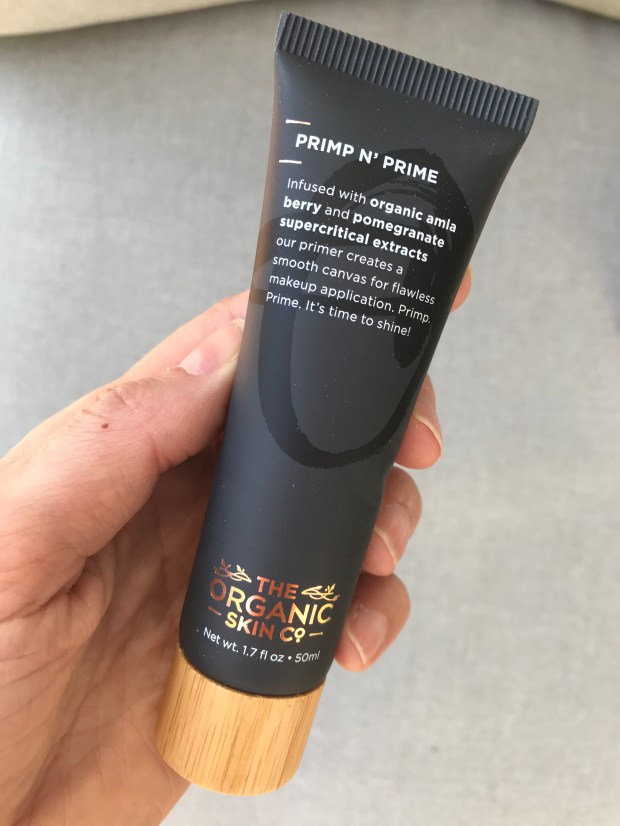 PRIMP N' PRIME
Infused with organic amla
berry and pomegranate
supercritical extracts
our primer creates a
smooth canvas for flawless
makeup application. Primp.
Prime. It's time to shine!
THE
ORGANIC
SKIN CO
Net wt. 1.7 fl oz • 50ml